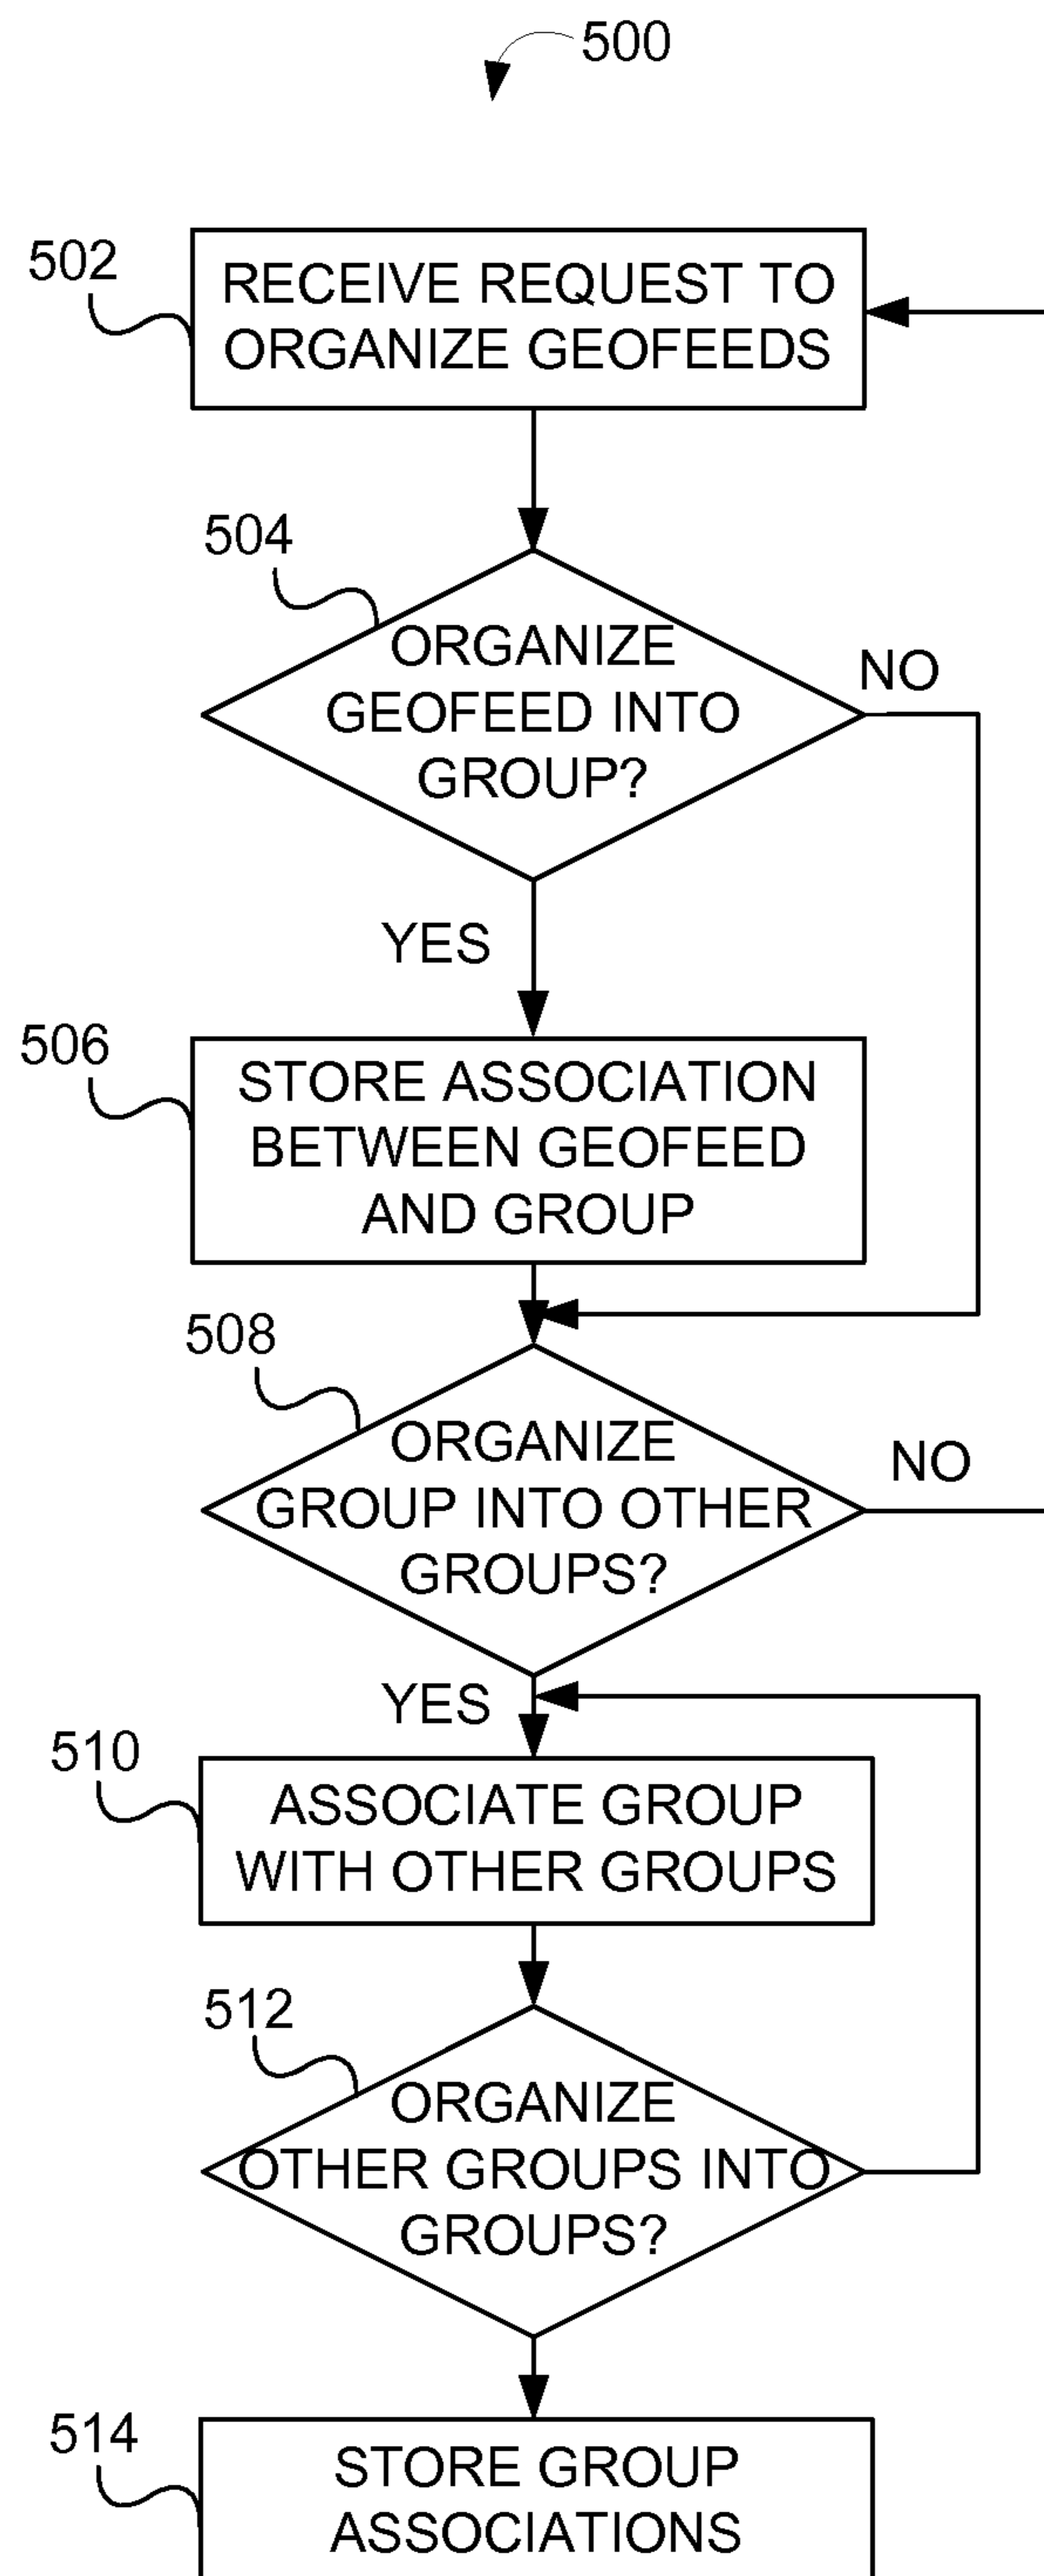 500
502
RECEIVE REQUEST TO
ORGANIZE GEOFEEDS
504
ORGANIZE
GEOFEED INTO
GROUP?
NO
YES
506
STORE ASSOCIATION
BETWEEN GEOFEED
AND GROUP
508
ORGANIZE
GROUP INTO OTHER
GROUPS?
NO
YES
510
ASSOCIATE GROUP
WITH OTHER GROUPS
512
ORGANIZE
OTHER GROUPS INTO
GROUPS?
514
STORE GROUP
ASSOCIATIONS